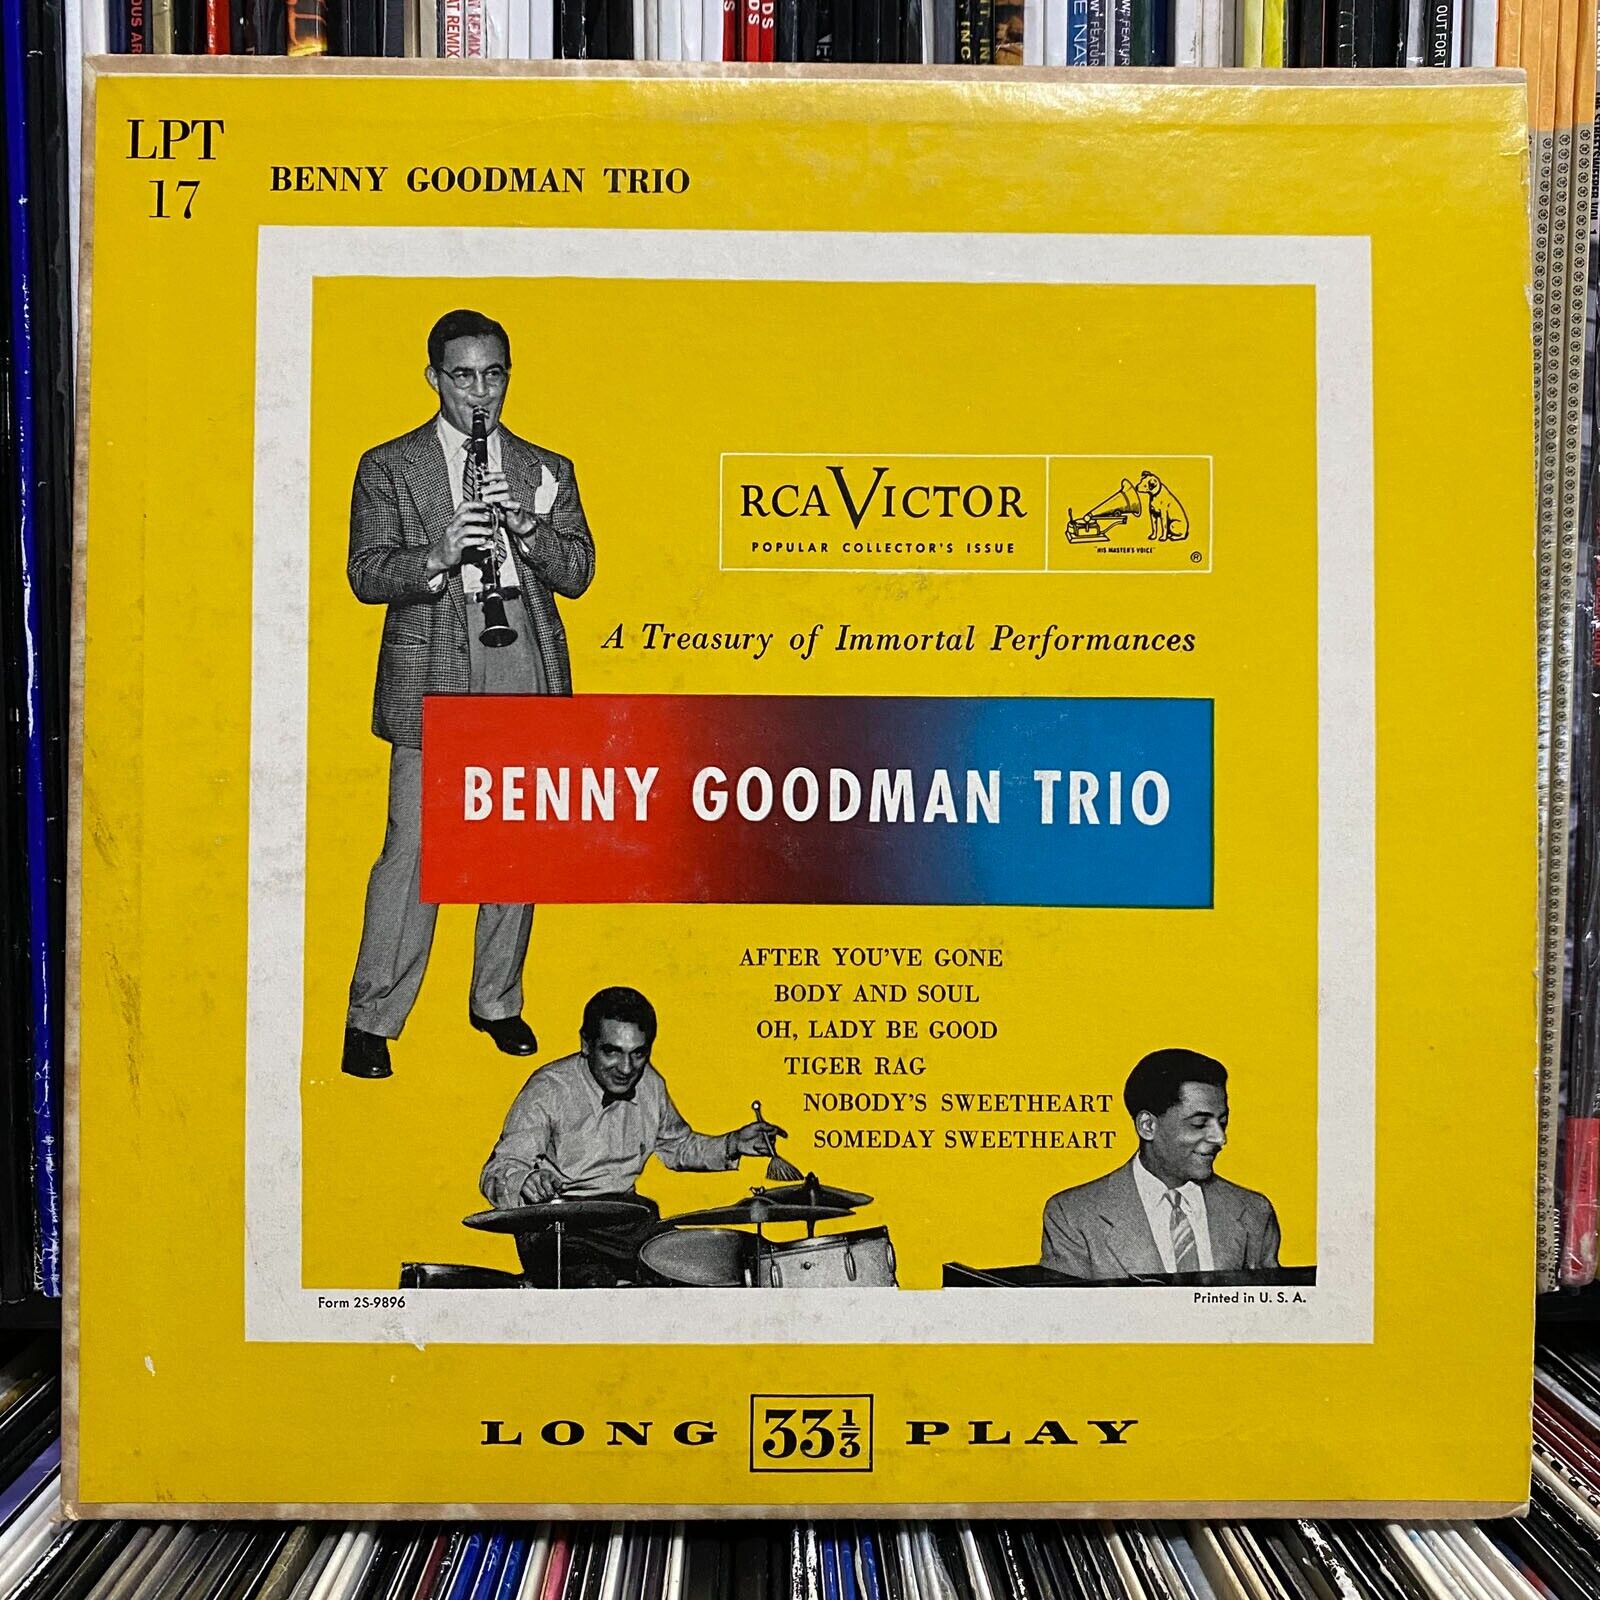 LPT
17
BENNY GOODMAN TRIO
RCA VICTOR
POPULAR COLLECTOR'S ISSUE
"HIS MASTER'S VOICE"
®
A Treasury of Immortal Performances
BENNY GOODMAN TRIO
AFTER YOU'VE GONE
BODY AND SOUL
OH, LADY BE GOOD
TIGER RAG
NOBODY'S SWEETHEART
SOMEDAY SWEETHEART
Form 2S-9896
Printed in U. S. A.
LONG 33⅓ PLAY